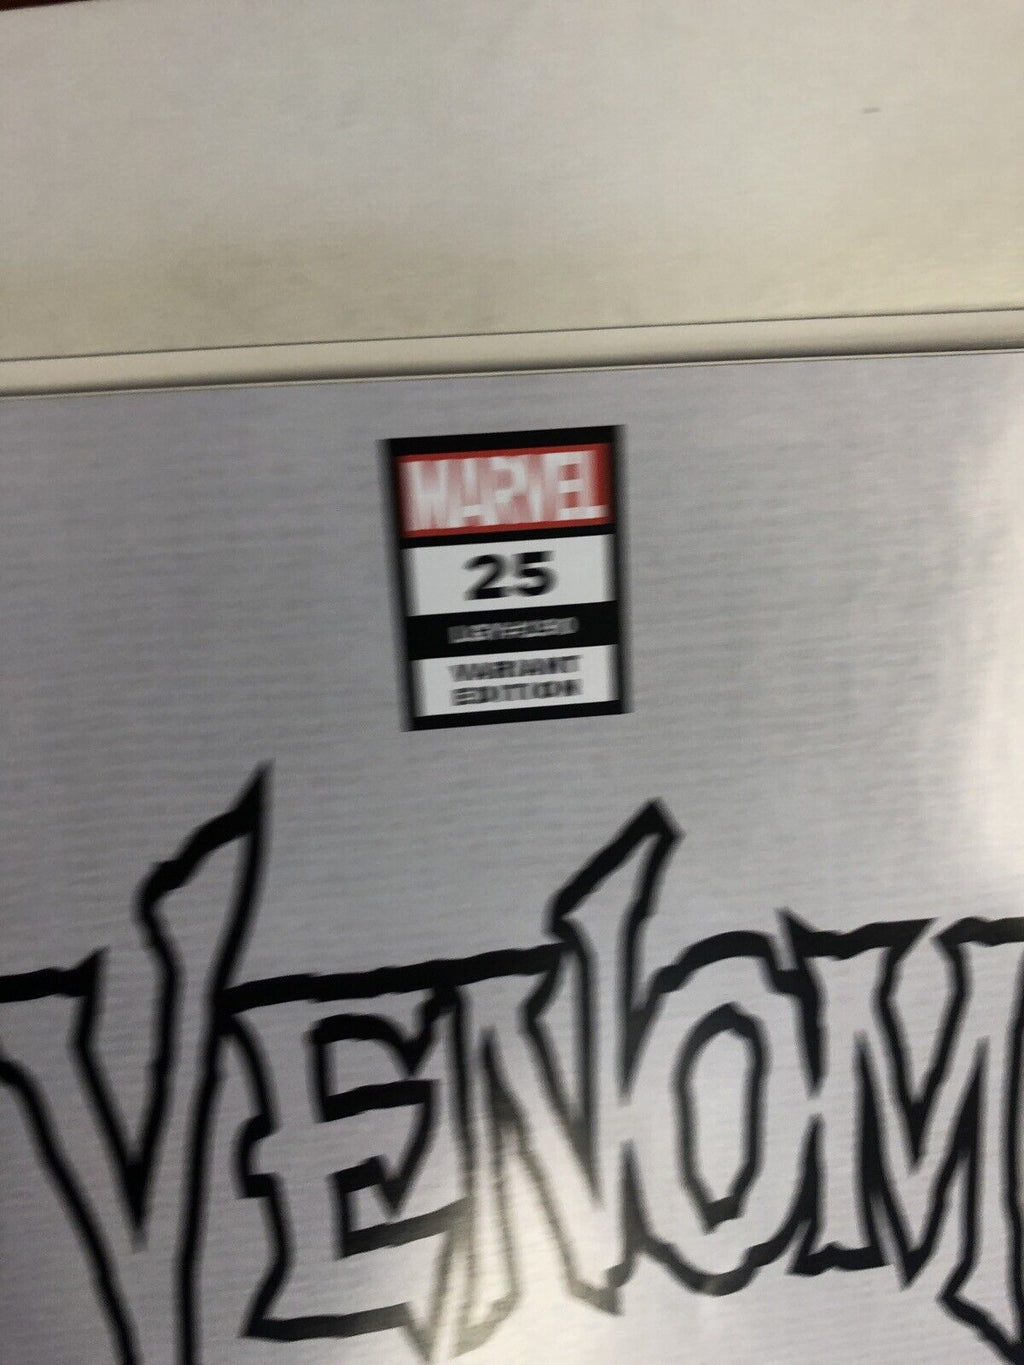 MARVEL
25
VARIANT
EDITION
VENOM